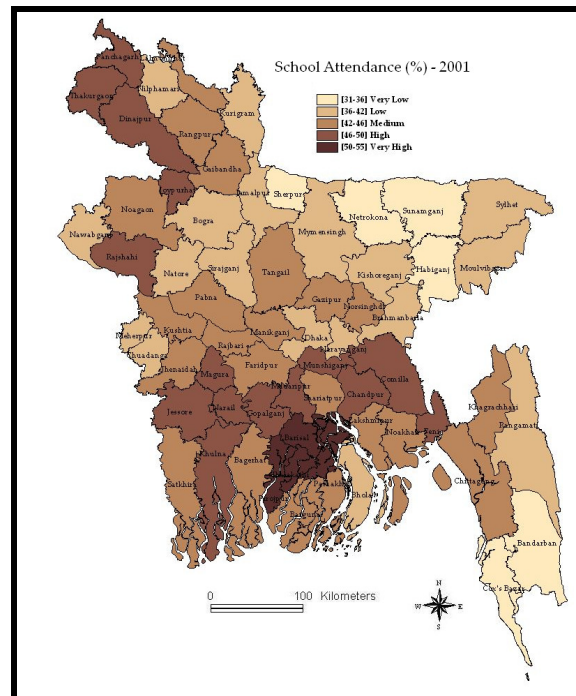 School Attendance (%) - 2001
[31-36] Very Low
[36-42] Low
[42-46] Medium
[46-50] High
[50-55] Very High
Panchagarh
Thakurgaon
Nilphamari
Dinajpur
Rangpur
Kurigram
Gaibandha
Noagaon
Bogra
Jamalpur
Sherpur
Netrokona
Sunamganj
Sylhet
Mymeensingh
Nawabganj
Rajshahi
Natore
Sirajganj
Tangail
Kishoreganj
Habiganj
Moulvibazar
Pabna
Gazipur
Norsinghdi
Brahmanbaria
Meherpur
Kushtia
Manikganj
Dhaka
Narayanganj
Chuadanga
Jhenaidah
Rajbari
Faridpur
Munshiganj
Comilla
Magura
Shariatpur
Chandpur
Khagrachhari
Jessore
Narail
Gopalganj
Lakshmipur
Noakhali
Feni
Rangamati
Khulna
Barisal
Satkhira
Bagerhat
Bhola
Chittagong
Pirojpur
Barguna
Bandarban
Cox's Bazar
0 100 Kilometers
N
W E
S